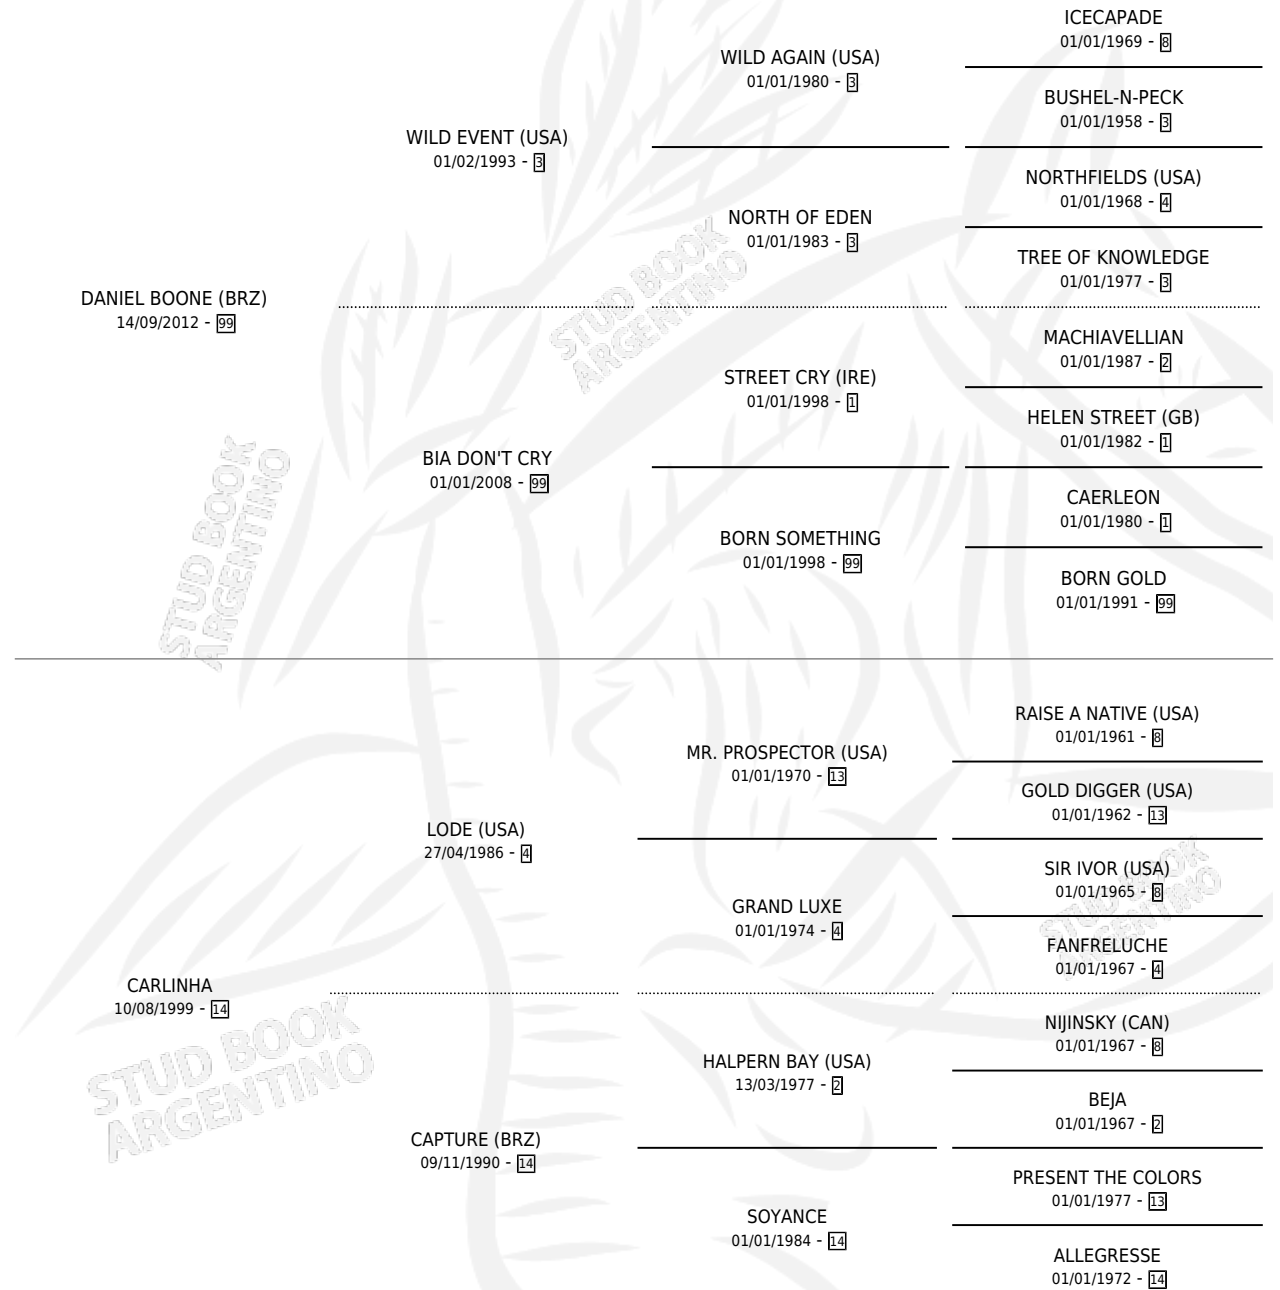 ICECAPADE
01/01/1969 - 8
WILD AGAIN (USA)
01/01/1980 - 3
BUSHEL-N-PECK
01/01/1958 - 3
WILD EVENT (USA)
01/02/1993 - 3
NORTHFIELDS (USA)
01/01/1968 - 4
NORTH OF EDEN
01/01/1983 - 3
TREE OF KNOWLEDGE
01/01/1977 - 3
DANIEL BOONE (BRZ)
14/09/2012 - 99
MACHIAVELLIAN
01/01/1987 - 2
STREET CRY (IRE)
01/01/1998 - 1
HELEN STREET (GB)
01/01/1982 - 1
BIA DON'T CRY
01/01/2008 - 99
CAERLEON
01/01/1980 - 1
BORN SOMETHING
01/01/1998 - 99
BORN GOLD
01/01/1991 - 99
STUD BOOK
ARGENTINO
STUD BOOK
ARGENTINO
RAISE A NATIVE (USA)
01/01/1961 - 8
MR. PROSPECTOR (USA)
01/01/1970 - 13
GOLD DIGGER (USA)
01/01/1962 - 13
LODE (USA)
27/04/1986 - 4
SIR IVOR (USA)
01/01/1965 - 8
GRAND LUXE
01/01/1974 - 4
FANFRELUCHE
01/01/1967 - 4
CARLINHA
10/08/1999 - 14
NIJINSKY (CAN)
01/01/1967 - 8
HALPERN BAY (USA)
13/03/1977 - 2
BEJA
01/01/1967 - 2
CAPTURE (BRZ)
09/11/1990 - 14
PRESENT THE COLORS
01/01/1977 - 13
SOYANCE
01/01/1984 - 14
ALLEGRESSE
01/01/1972 - 14
STUD BOOK
ARGENTINO
STUD BOOK
ARGENTINO